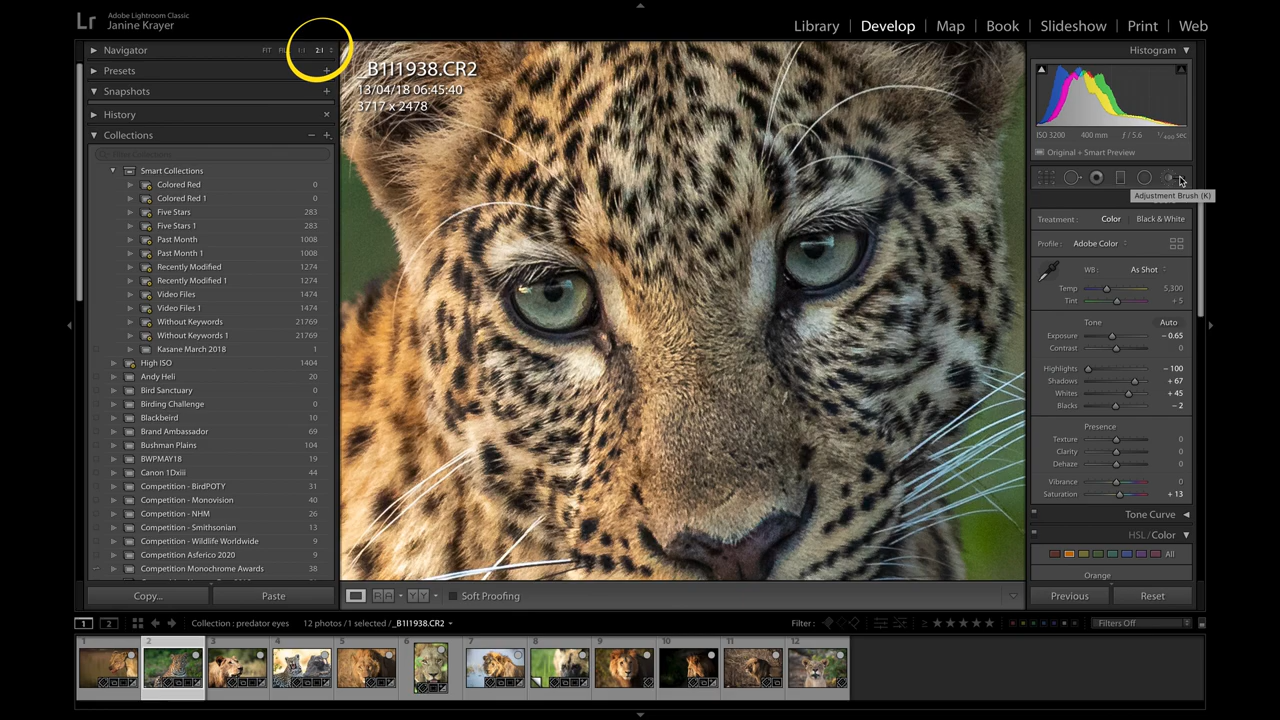 Lr Adobe Lightroom Classic
Janine Krayer
Library | Develop | Map | Book | Slideshow | Print | Web
Navigator FIT FIL 1:1 2:1
Presets
Snapshots
History
Collections
Filter Collections
Smart Collections
Colored Red 0
Colored Red 1 0
Five Stars 283
Five Stars 1 283
Past Month 1008
Past Month 1 1008
Recently Modified 1274
Recently Modified 1 1274
Video Files 1474
Video Files 1 1474
Without Keywords 21769
Without Keywords 1 21769
Kasane March 2018 1
High ISO 1404
Andy Heli 20
Bird Sanctuary 0
Birding Challenge 0
Blackbeird 10
Brand Ambassador 69
Bushman Plains 104
BWPMAY18 19
Canon 1Dxiii 44
Competition - BirdPOTY 31
Competition - Monovision 40
Competition - NHM 26
Competition - Smithsonian 13
Competition - Wildlife Worldwide 9
Competition Asferico 2020 9
Competition Monochrome Awards 38
Copy... Paste
_B1I1938.CR2
13/04/18 06:45:40
3717 x 2478
Soft Proofing
Histogram
ISO 3200 400 mm f / 5.6 1/400 sec
Original + Smart Preview
Adjustment Brush (K)
Treatment : Color Black & White
Profile : Adobe Color
WB : As Shot
Temp 5,300
Tint + 5
Tone Auto
Exposure − 0.65
Contrast 0
Highlights − 100
Shadows + 67
Whites + 45
Blacks − 2
Presence
Texture 0
Clarity 0
Dehaze 0
Vibrance 0
Saturation + 13
Tone Curve
HSL / Color
All
Orange
Previous Reset
1 2 Collection : predator eyes 12 photos / 1 selected / _B1I1938.CR2 Filter : Filters Off
1 2 3 4 5 6 7 8 9 10 11 12